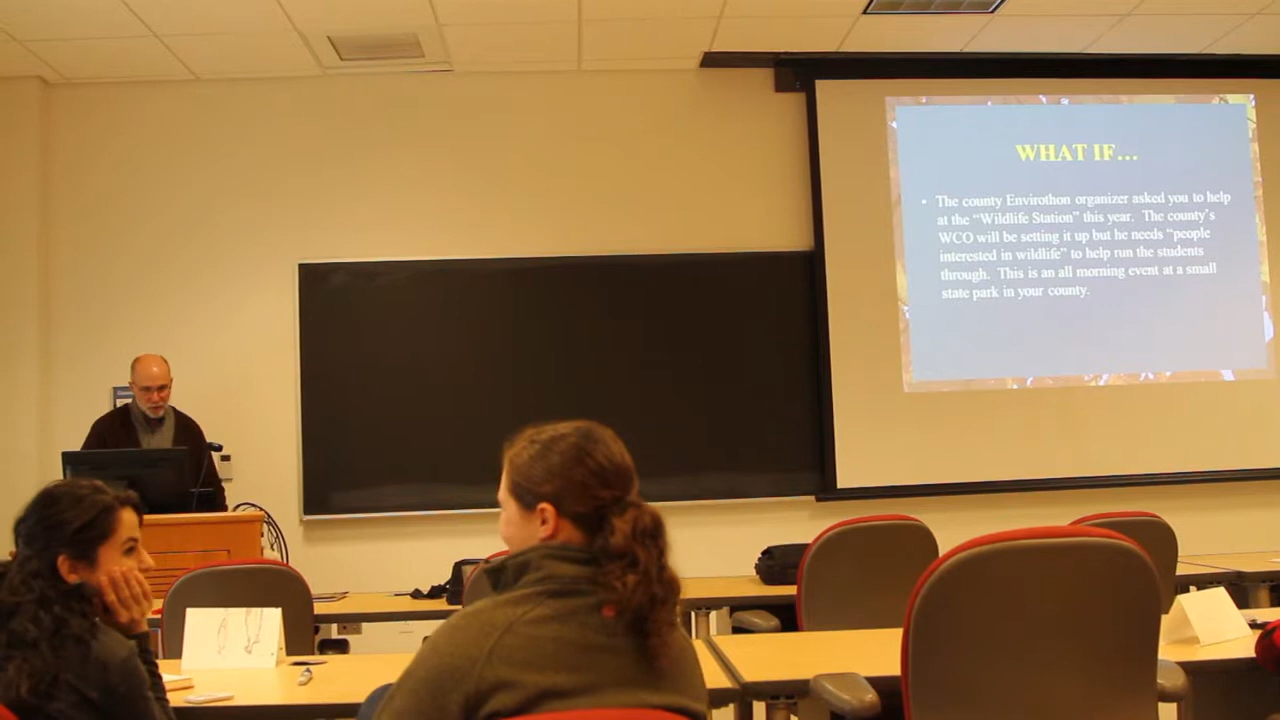 WHAT IF...
• The county Envirothon organizer asked you to help
at the “Wildlife Station” this year. The county's
WCO will be setting it up but he needs “people
interested in wildlife” to help run the students
through. This is an all morning event at a small
state park in your county.